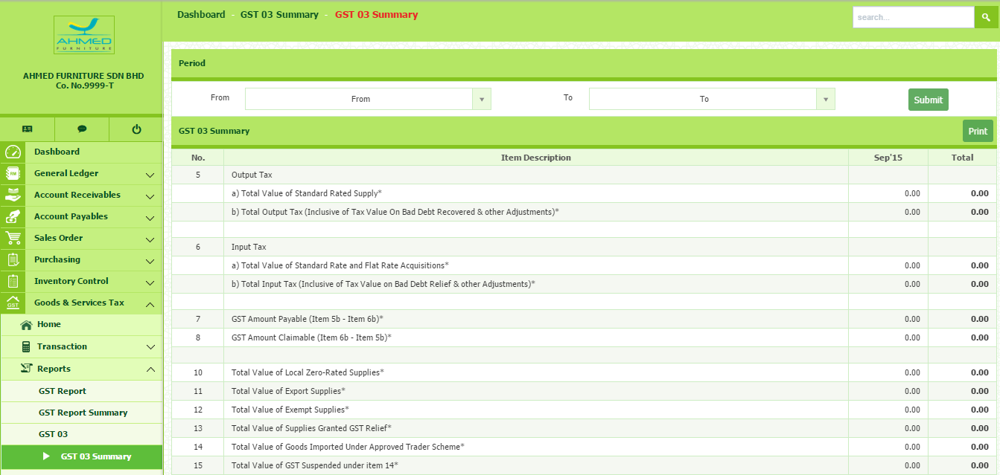 Dashboard - GST 03 Summary - GST 03 Summary
search...
AHMED
FURNITURE
AHMED FURNITURE SDN BHD
Co. No.9999-T
Dashboard
General Ledger
Account Receivables
Account Payables
Sales Order
Purchasing
Inventory Control
Goods & Services Tax
Home
Transaction
Reports
GST Report
GST Report Summary
GST 03
GST 03 Summary
RM
GST
Period
From From To To Submit
GST 03 Summary Print
No. Item Description Sep'15 Total
5 Output Tax
a) Total Value of Standard Rated Supply* 0.00 0.00
b) Total Output Tax (Inclusive of Tax Value On Bad Debt Recovered & other Adjustments)* 0.00 0.00
6 Input Tax
a) Total Value of Standard Rate and Flat Rate Acquisitions* 0.00 0.00
b) Total Input Tax (Inclusive of Tax Value on Bad Debt Relief & other Adjustments)* 0.00 0.00
7 GST Amount Payable (Item 5b - Item 6b)* 0.00 0.00
8 GST Amount Claimable (Item 6b - Item 5b)* 0.00 0.00
10 Total Value of Local Zero-Rated Supplies* 0.00 0.00
11 Total Value of Export Supplies* 0.00 0.00
12 Total Value of Exempt Supplies* 0.00 0.00
13 Total Value of Supplies Granted GST Relief* 0.00 0.00
14 Total Value of Goods Imported Under Approved Trader Scheme* 0.00 0.00
15 Total Value of GST Suspended under item 14* 0.00 0.00